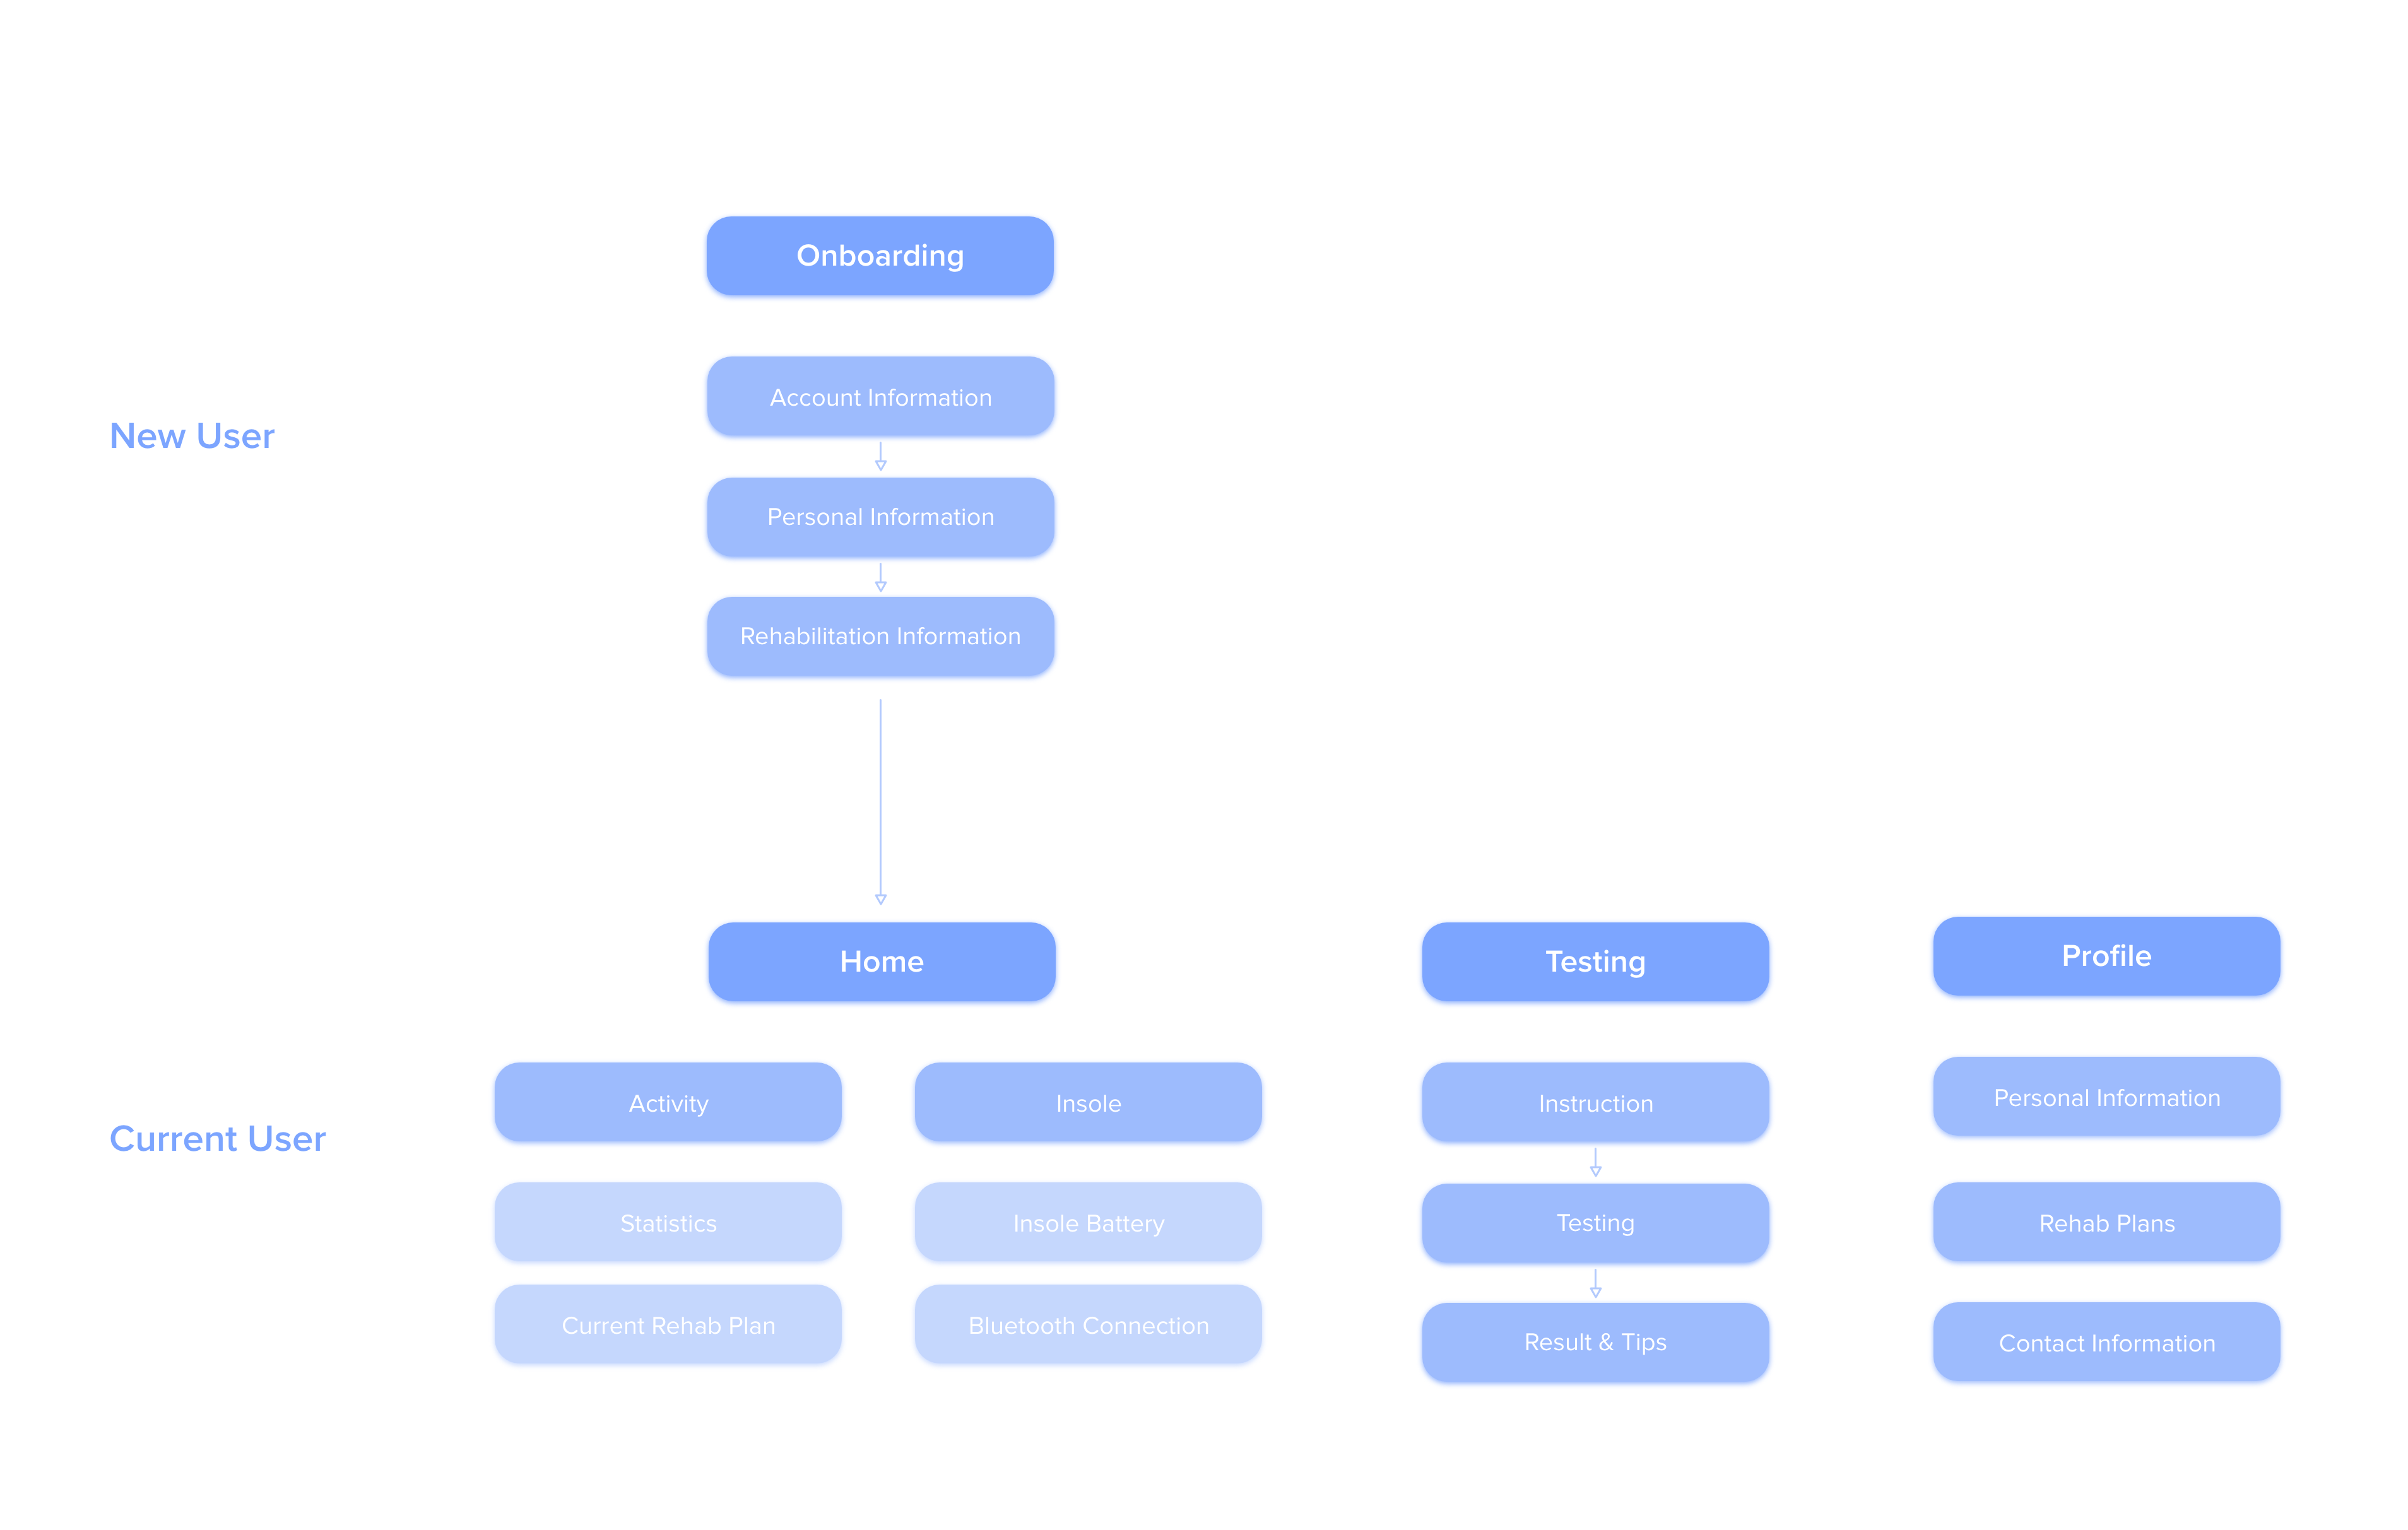 Onboarding
Account Information
New User
Personal Information
Rehabilitation Information
Home
Testing
Profile
Activity
Insole
Instruction
Personal Information
Current User
Statistics
Insole Battery
Testing
Rehab Plans
Current Rehab Plan
Bluetooth Connection
Result & Tips
Contact Information